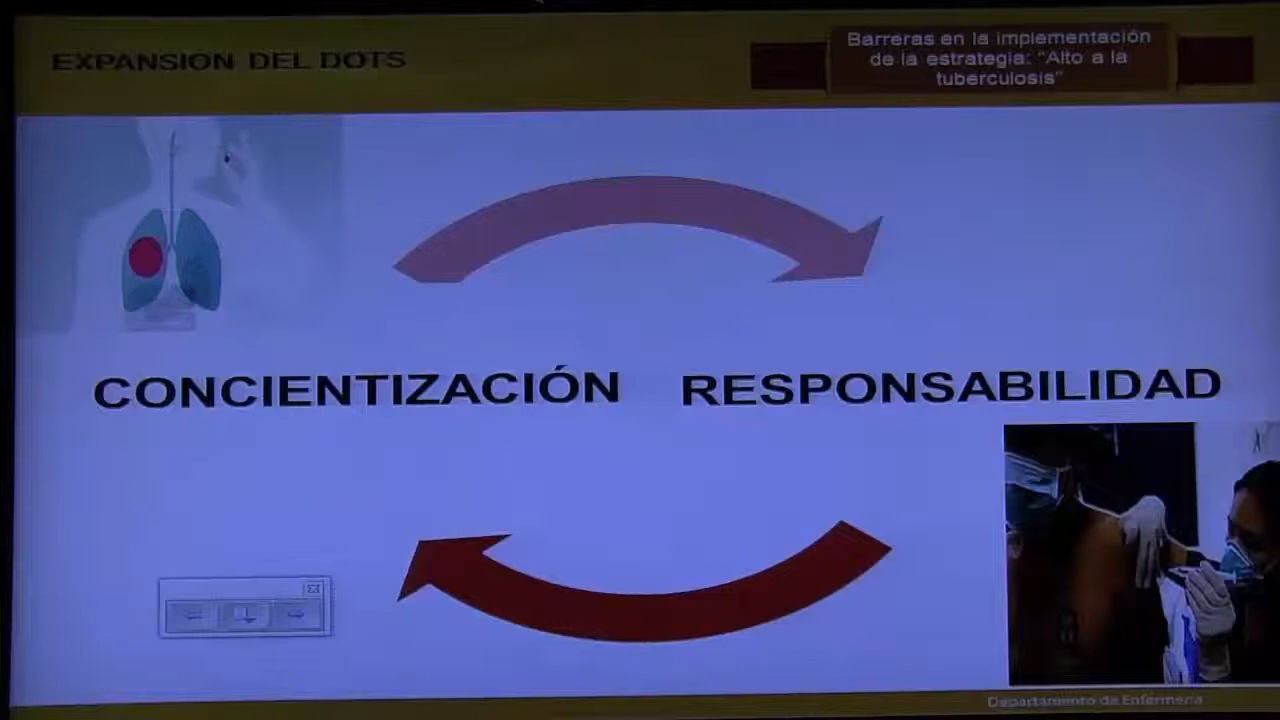 EXPANSION DEL DOTS
Barreras en la implementación
de la estrategia: “Alto a la
tuberculosis”
CONCIENTIZACIÓN RESPONSABILIDAD
Departamento de Enfermería